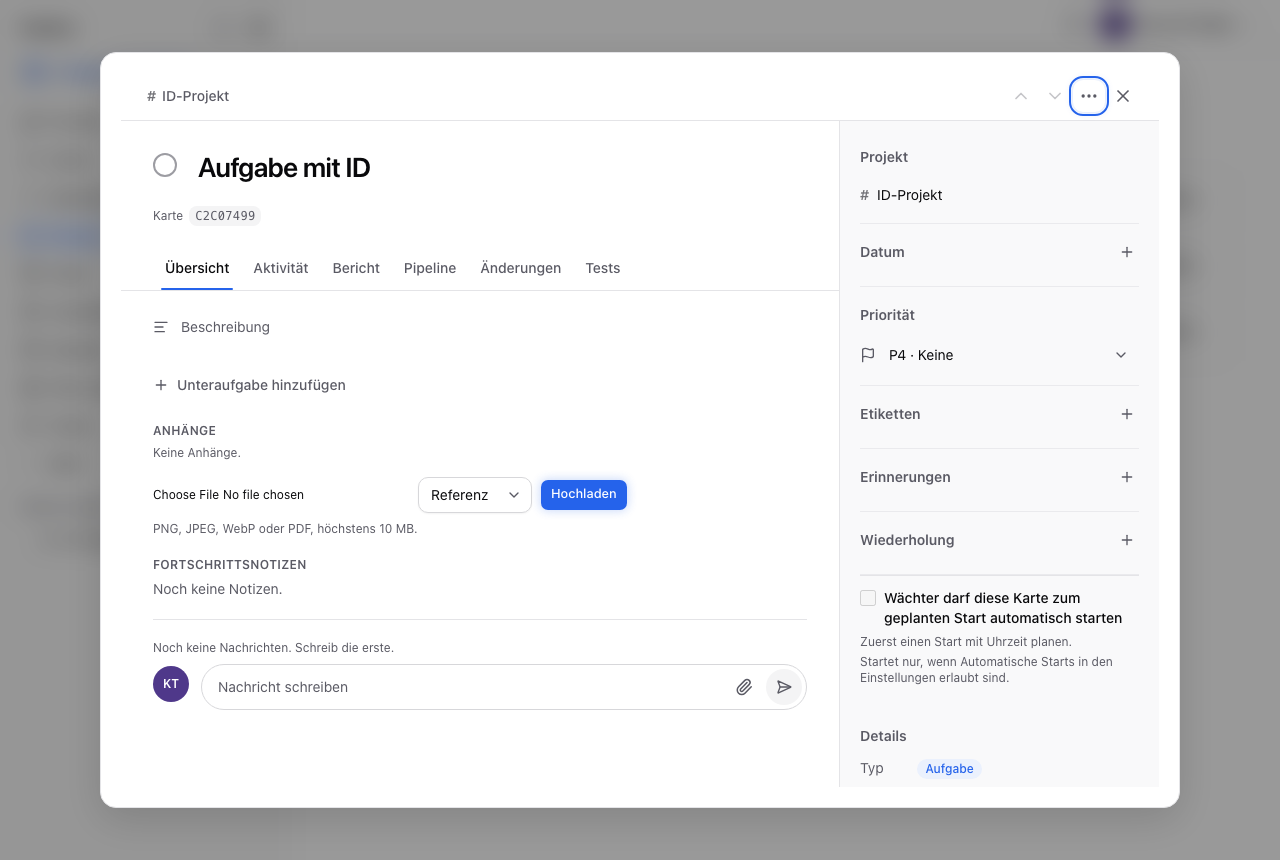 # ID-Projekt
Aufgabe mit ID
Karte C2C07499
Übersicht Aktivität Bericht Pipeline Änderungen Tests
Beschreibung
Unteraufgabe hinzufügen
ANHÄNGE
Keine Anhänge.
Choose File No file chosen Referenz Hochladen
PNG, JPEG, WebP oder PDF, höchstens 10 MB.
FORTSCHRITTSNOTIZEN
Noch keine Notizen.
Noch keine Nachrichten. Schreib die erste.
KT Nachricht schreiben
Projekt
# ID-Projekt
Datum
Priorität
P4 · Keine
Etiketten
Erinnerungen
Wiederholung
Wächter darf diese Karte zum
geplanten Start automatisch starten
Zuerst einen Start mit Uhrzeit planen.
Startet nur, wenn Automatische Starts in den
Einstellungen erlaubt sind.
Details
Typ Aufgabe